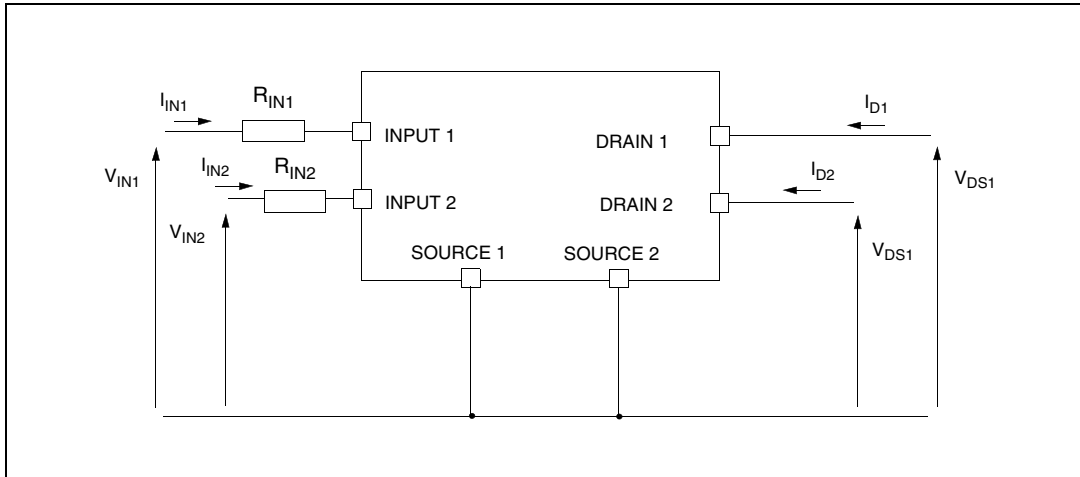 I_IN1
R_IN1
INPUT 1
DRAIN 1
I_D1
V_IN1
I_IN2
R_IN2
INPUT 2
DRAIN 2
I_D2
V_DS1
V_IN2
SOURCE 1
SOURCE 2
V_DS1